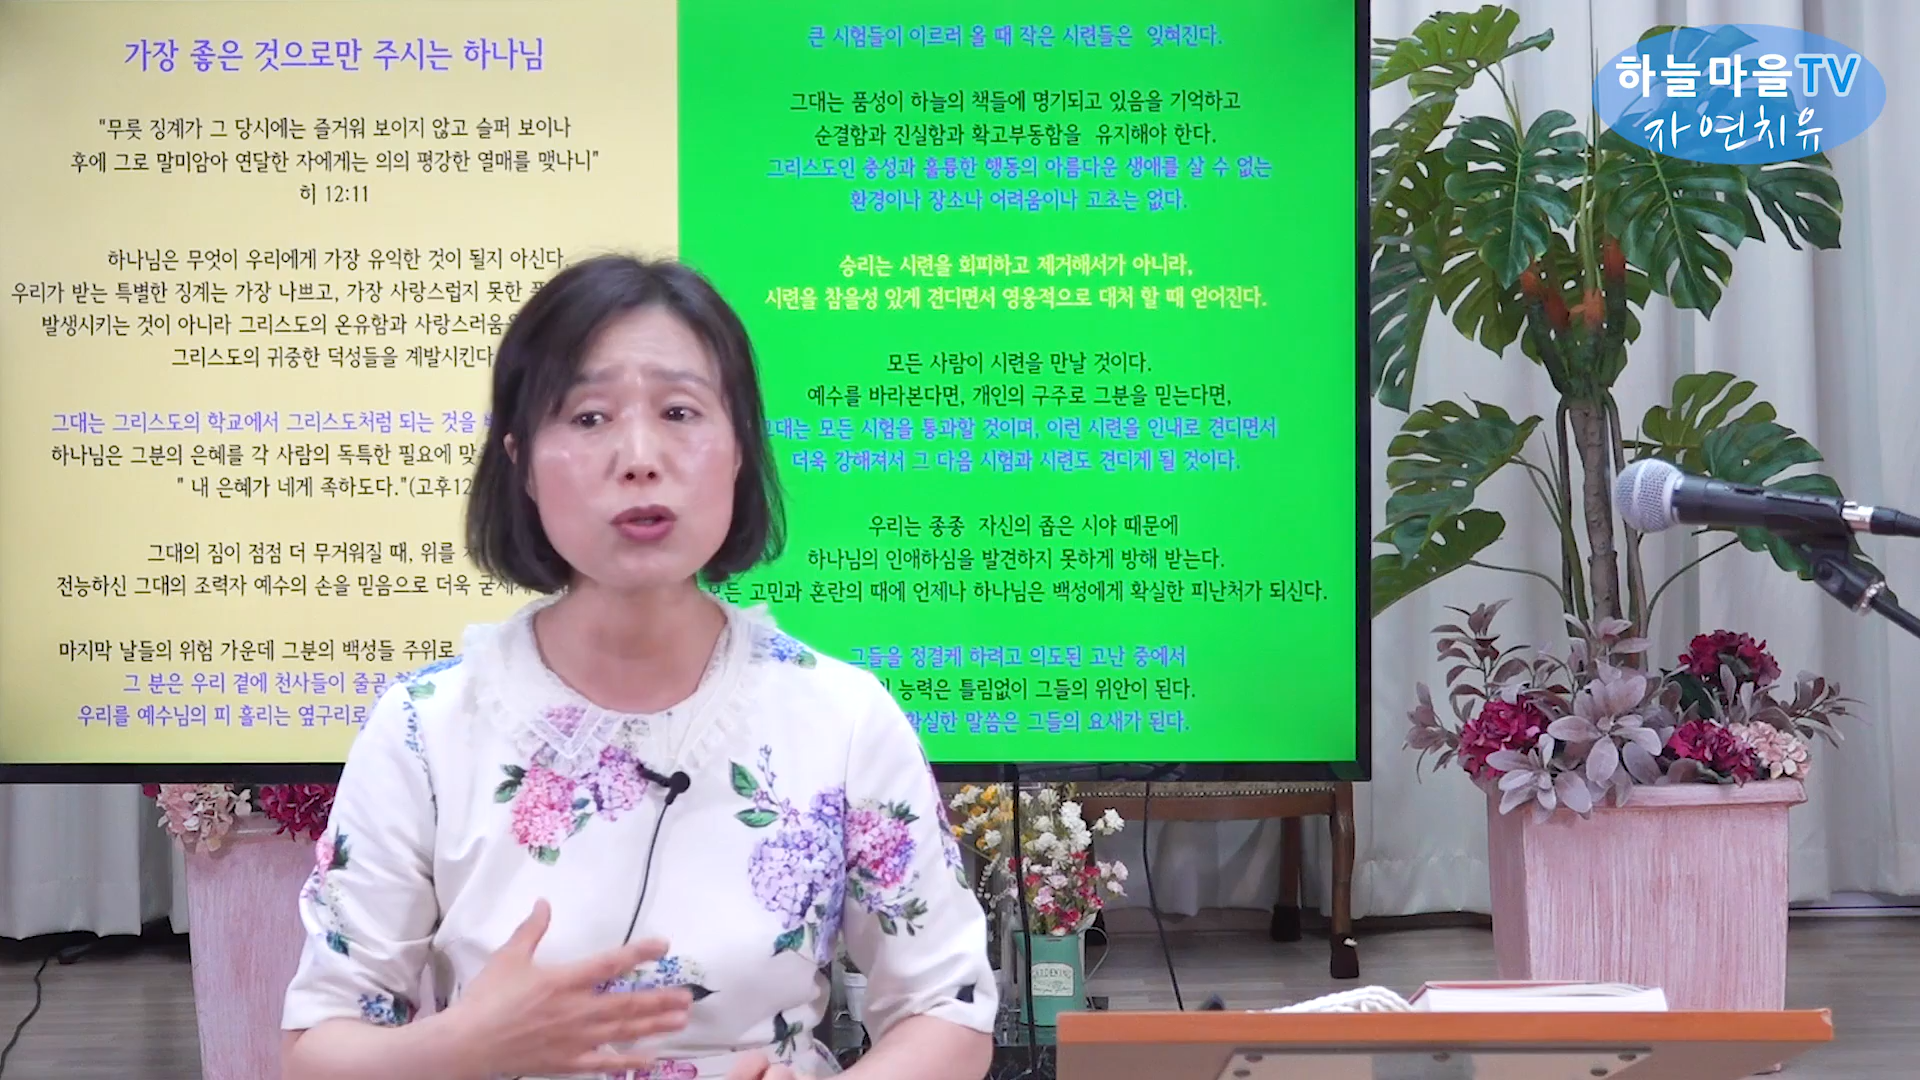 가장 좋은 것으로만 주시는 하나님
"무릇 징계가 그 당시에는 즐거워 보이지 않고 슬퍼 보이나
후에 그로 말미암아 연달한 자에게는 의의 평강한 열매를 맺나니"
히 12:11
하나님은 무엇이 우리에게 가장 유익한 것이 될지 아신다.
우리가 받는 특별한 징계는 가장 나쁘고, 가장 사랑스럽지 못한
발생시키는 것이 아니라 그리스도의 온유함과 사랑스러움
그리스도의 귀중한 덕성들을 계발시킨다
그대는 그리스도의 학교에서 그리스도처럼 되는 것을
하나님은 그분의 은혜를 각 사람의 독특한 필요에
" 내 은혜가 네게 족하도다."(고후12
그대의 짐이 점점 더 무거워질 때, 위를
전능하신 그대의 조력자 예수의 손을 믿음으로 더욱
마지막 날들의 위험 가운데 그분의 백성들 주위로
그 분은 우리 곁에 천사들이 줄곧
우리를 예수님의 피 흘리는 옆구리로
큰 시험들이 이르러 올 때 작은 시련들은 잊혀진다.
그대는 품성이 하늘의 책들에 명기되고 있음을 기억하고
순결함과 진실함과 확고부동함을 유지해야 한다.
그리스도인 충성과 훌륭한 행동의 아름다운 생애를 살 수 없는
환경이나 장소나 어려움이나 고초는 없다.
승리는 시련을 회피하고 제거해서가 아니라,
시련을 참을성 있게 견디면서 영웅적으로 대처 할 때 얻어진다.
모든 사람이 시련을 만날 것이다.
예수를 바라본다면, 개인의 구주로 그분을 믿는다면,
그대는 모든 시험을 통과할 것이며, 이런 시련을 인내로 견디면서
더욱 강해져서 그 다음 시험과 시련도 견디게 될 것이다.
우리는 종종 자신의 좁은 시야 때문에
하나님의 인애하심을 발견하지 못하게 방해 받는다.
모든 고민과 혼란의 때에 언제나 하나님은 백성에게 확실한 피난처가 되신다.
그들을 정결케 하려고 의도된 고난 중에서
능력은 틀림없이 그들의 위안이 된다.
확실한 말씀은 그들의 요새가 된다.
하늘마을TV
자연치유